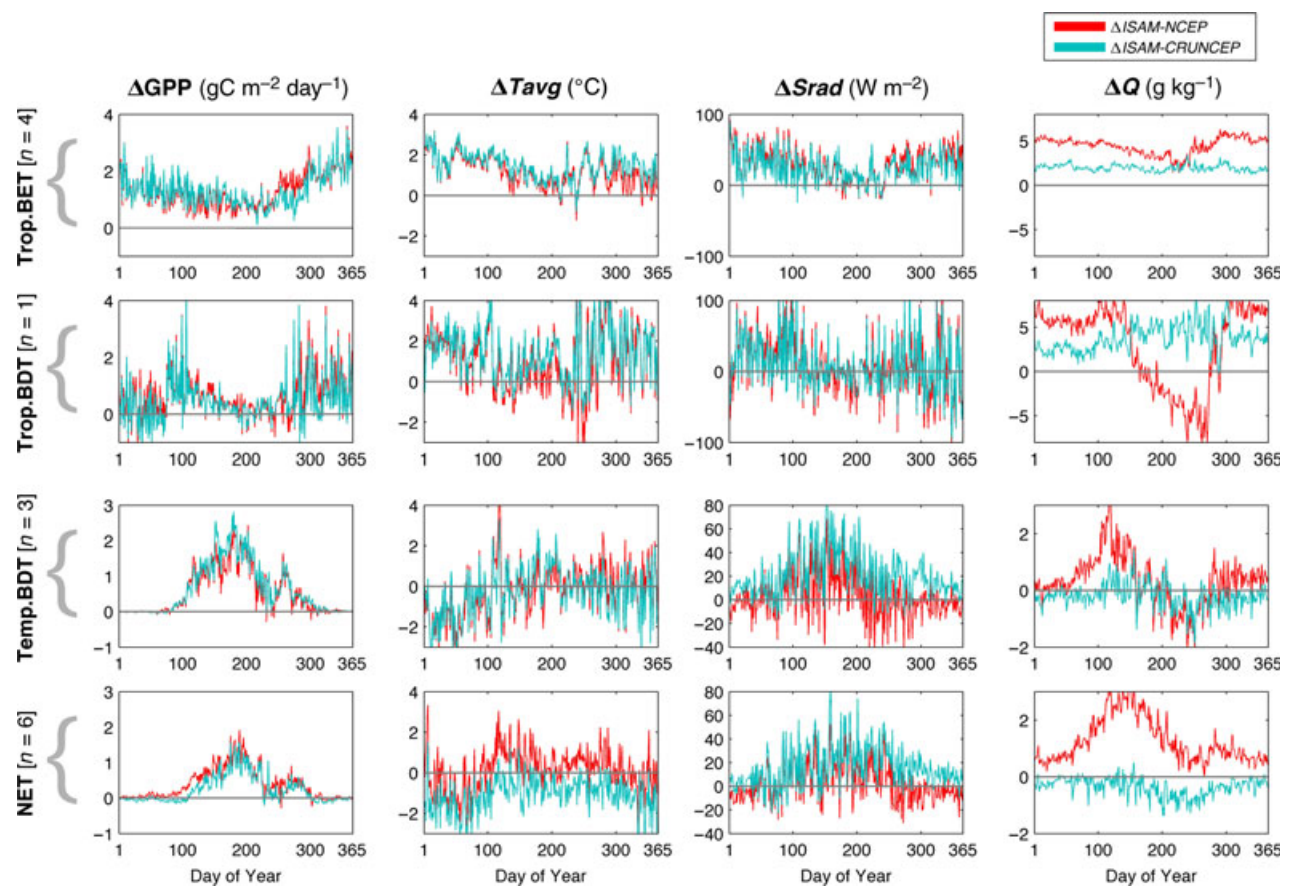 ΔISAM-NCEP
ΔISAM-CRUNCEP
ΔGPP (gC m⁻² day⁻¹) ΔTavg (°C) ΔSrad (W m⁻²) ΔQ (g kg⁻¹)
Trop.BET [n = 4]
4 4 100
2 2 5
0 0 0 0
−2 −5
−100
1 100 200 300 365 1 100 200 300 365 1 100 200 300 365 1 100 200 300 365
Trop.BDT [n = 1]
4 4 100
2 2 5
0 0 0 0
−2 −5
−100
1 100 200 300 365 1 100 200 300 365 1 100 200 300 365 1 100 200 300 365
Temp.BDT [n = 3]
3 4 80
2 2 60 2
1 40
0 0 20 0
−2 0
−20
−1 −40 −2
1 100 200 300 365 1 100 200 300 365 1 100 200 300 365 1 100 200 300 365
NET [n = 6]
3 4 80
2 2 60 2
1 40
0 0 20 0
−2 0
−20
−1 −40 −2
1 100 200 300 365 1 100 200 300 365 1 100 200 300 365 1 100 200 300 365
Day of Year Day of Year Day of Year Day of Year